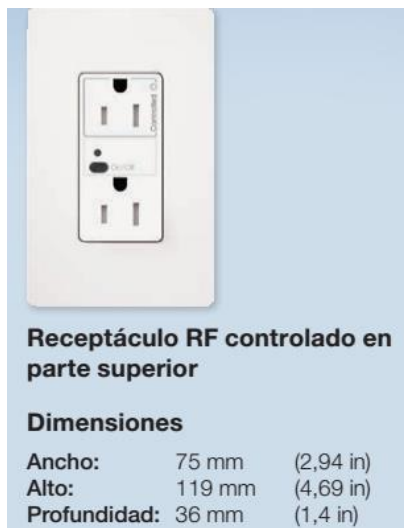 Controlled
On/Off
Receptáculo RF controlado en
parte superior
Dimensiones
Ancho: 75 mm (2,94 in)
Alto: 119 mm (4,69 in)
Profundidad: 36 mm (1,4 in)